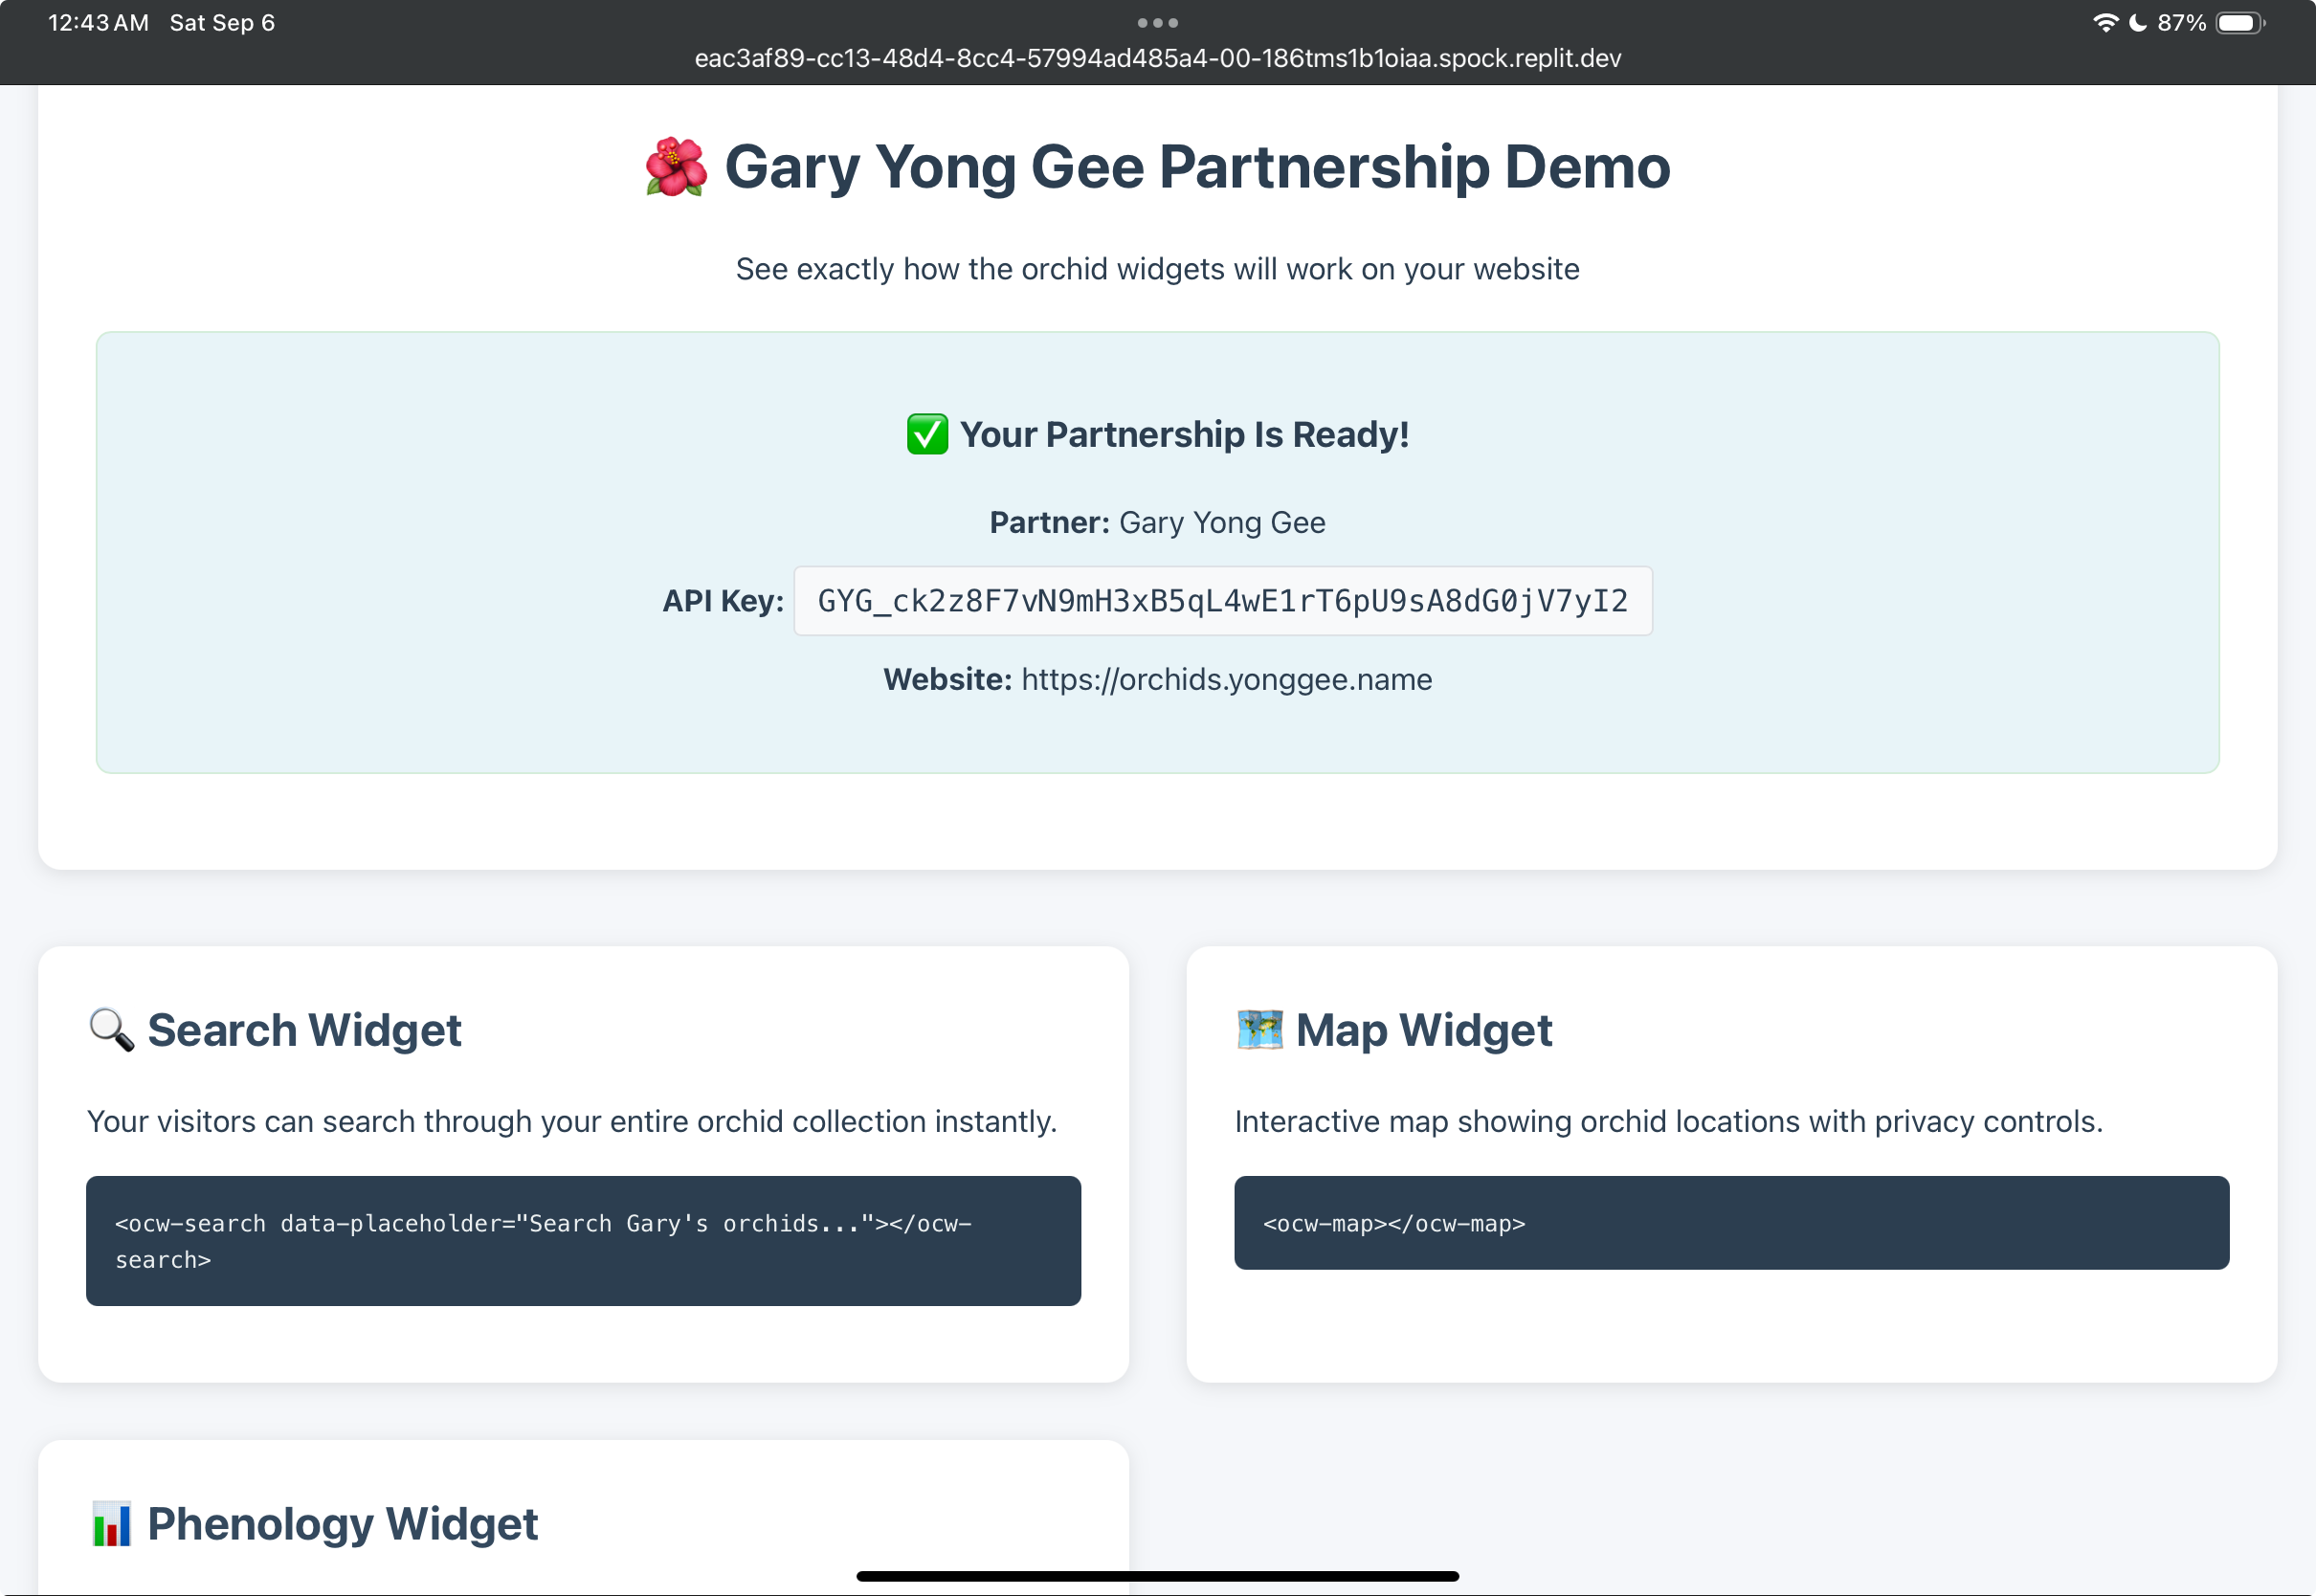 12:43 AM Sat Sep 6
87%
eac3af89-cc13-48d4-8cc4-57994ad485a4-00-186tms1b1oiaa.spock.replit.dev
Gary Yong Gee Partnership Demo
See exactly how the orchid widgets will work on your website
Your Partnership Is Ready!
Partner: Gary Yong Gee
API Key: GYG_ck2z8F7vN9mH3xB5qL4wE1rT6pU9sA8dG0jV7yI2
Website: https://orchids.yonggee.name
Search Widget
Your visitors can search through your entire orchid collection instantly.
<ocw-search data-placeholder="Search Gary's orchids..."></ocw-
search>
Map Widget
Interactive map showing orchid locations with privacy controls.
<ocw-map></ocw-map>
Phenology Widget